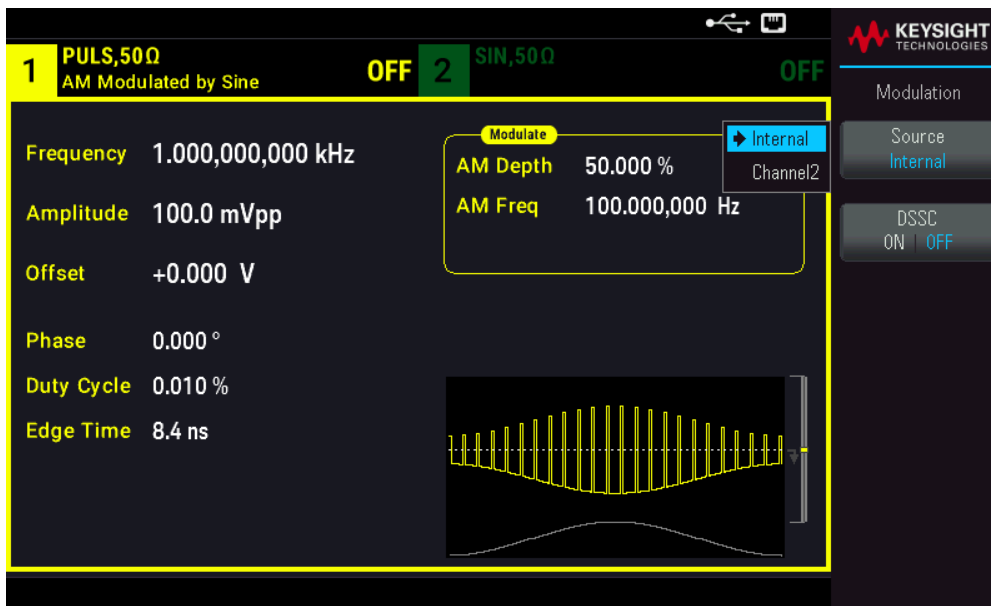 KEYSIGHT
TECHNOLOGIES
1
PULS,50Ω
AM Modulated by Sine
OFF
2
SIN,50Ω
OFF
Modulation
Frequency 1.000,000,000 kHz
Amplitude 100.0 mVpp
Offset +0.000 V
Phase 0.000 °
Duty Cycle 0.010 %
Edge Time 8.4 ns
Modulate
AM Depth 50.000 %
AM Freq 100.000,000 Hz
Internal
Channel2
Source
Internal
DSSC
ON | OFF